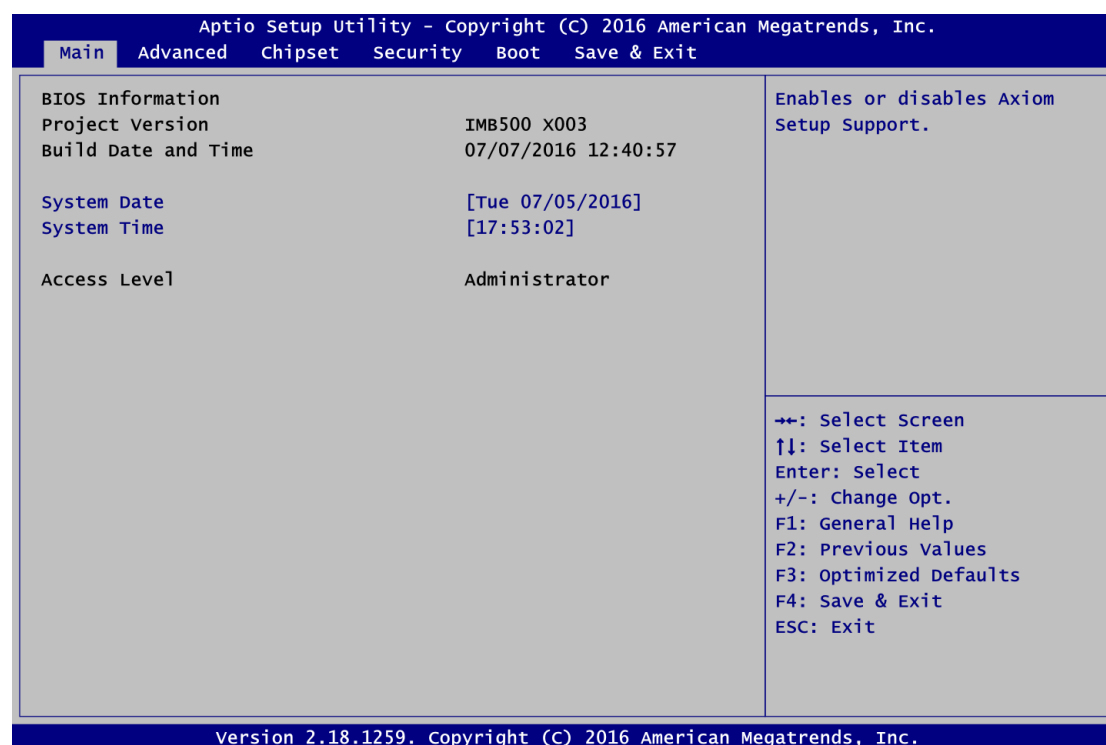 Aptio Setup Utility – Copyright (C) 2016 American Megatrends, Inc.
Main Advanced Chipset Security Boot Save & Exit
BIOS Information
Project Version IMB500 X003
Build Date and Time 07/07/2016 12:40:57
System Date [Tue 07/05/2016]
System Time [17:53:02]
Access Level Administrator
Enables or disables Axiom
Setup Support.
→←: Select Screen
↑↓: Select Item
Enter: Select
+/-: Change Opt.
F1: General Help
F2: Previous Values
F3: Optimized Defaults
F4: Save & Exit
ESC: Exit
Version 2.18.1259. Copyright (C) 2016 American Megatrends, Inc.